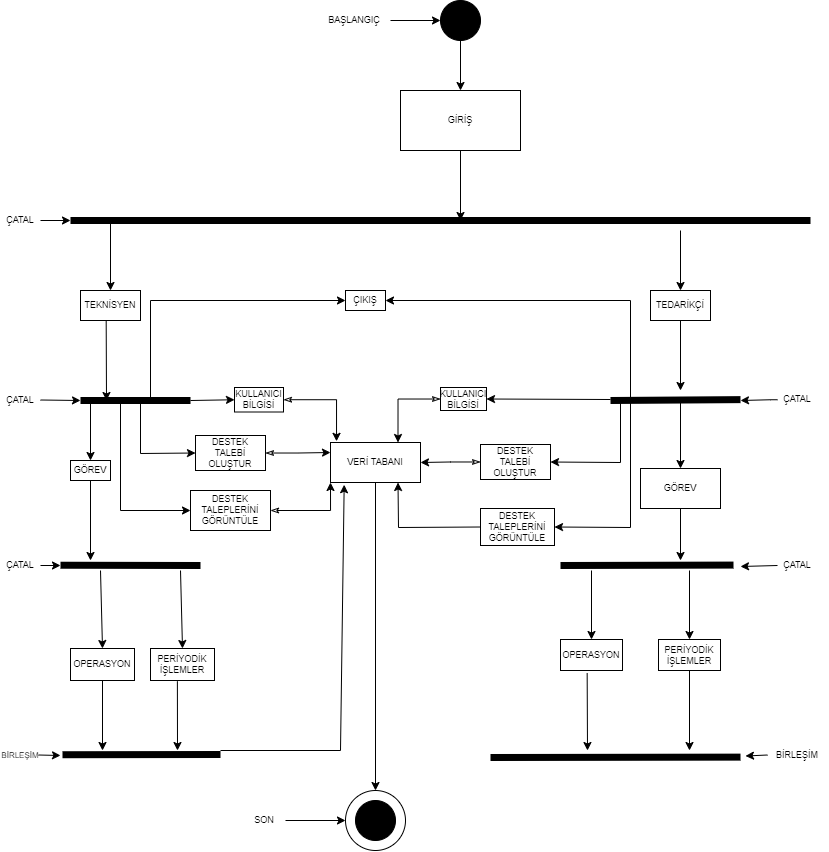 BAŞLANGIÇ
GİRİŞ
ÇATAL
TEKNİSYEN
ÇIKIŞ
TEDARİKÇİ
ÇATAL
KULLANICI
BİLGİSİ
KULLANICI
BİLGİSİ
ÇATAL
DESTEK
TALEBİ
OLUŞTUR
VERİ TABANI
DESTEK
TALEBİ
OLUŞTUR
GÖREV
GÖREV
DESTEK
TALEPLERİNİ
GÖRÜNTÜLE
DESTEK
TALEPLERİNİ
GÖRÜNTÜLE
ÇATAL
ÇATAL
OPERASYON
PERİYODİK
İŞLEMLER
OPERASYON
PERİYODİK
İŞLEMLER
BİRLEŞİM
BİRLEŞİM
SON